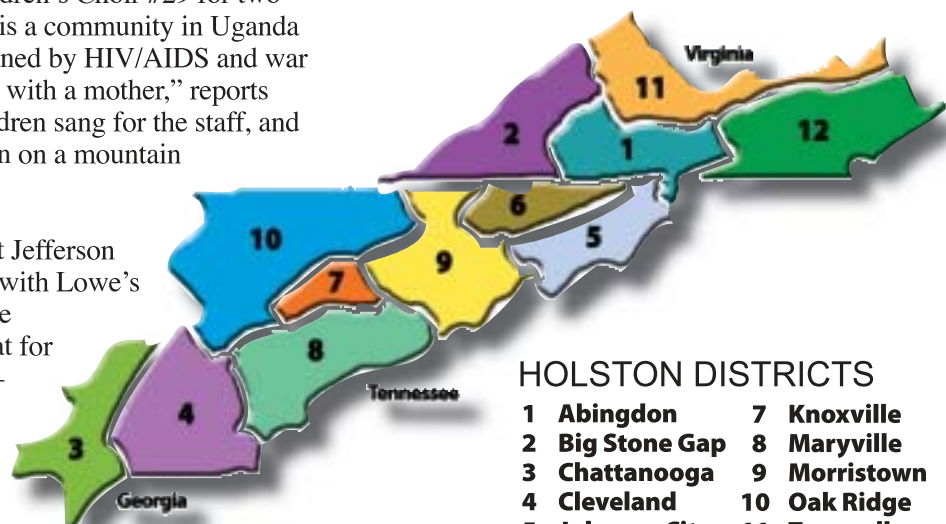 is a community in Uganda
by HIV/AIDS and war
with a mother,” reports
sang for the staff, and
on a mountain
Jefferson
with Lowe’s
for
Virginia
11
2
1
12
6
10
5
9
7
8
Tennessee
4
3
Georgia
HOLSTON DISTRICTS
1 Abingdon 7 Knoxville
2 Big Stone Gap 8 Maryville
3 Chattanooga 9 Morristown
4 Cleveland 10 Oak Ridge